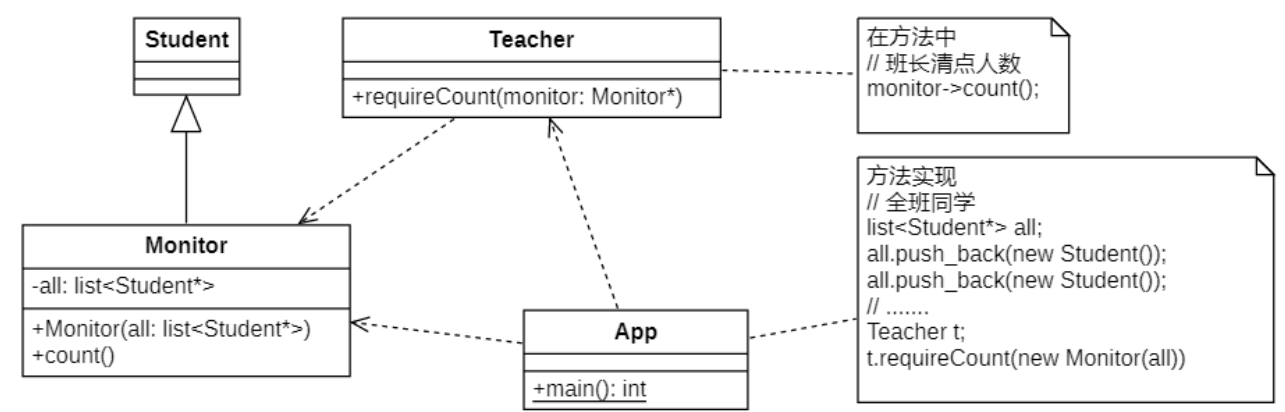 Student
Teacher
+requireCount(monitor: Monitor*)
在方法中
// 班长清点人数
monitor->count();
Monitor
-all: list<Student*>
+Monitor(all: list<Student*>)
+count()
App
+main(): int
方法实现
// 全班同学
list<Student*> all;
all.push_back(new Student());
all.push_back(new Student());
// .......
Teacher t;
t.requireCount(new Monitor(all))